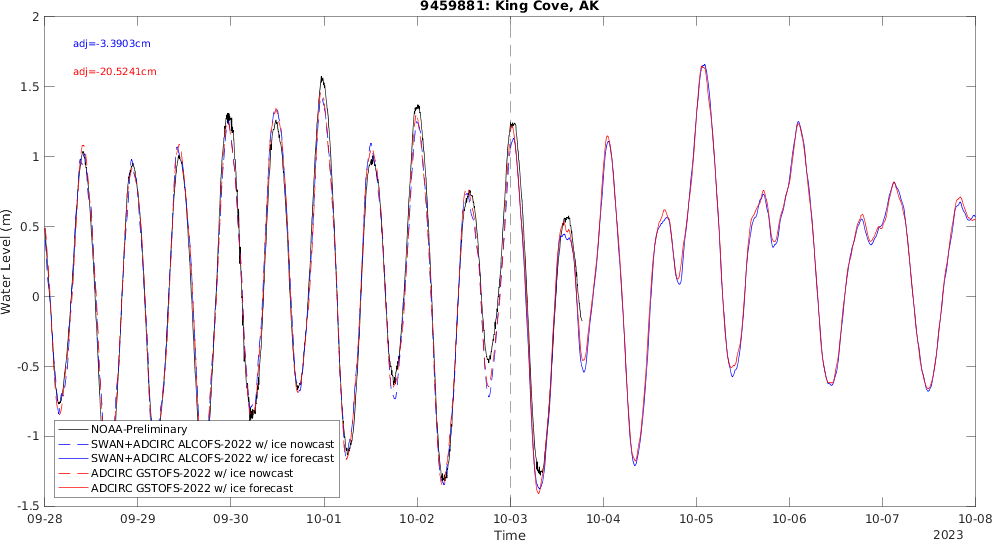 9459881: King Cove, AK
adj=-3.3903cm
adj=-20.5241cm
2
1.5
1
0.5
0
-0.5
-1
-1.5
Water Level (m)
NOAA-Preliminary
SWAN+ADCIRC ALCOFS-2022 w/ ice nowcast
SWAN+ADCIRC ALCOFS-2022 w/ ice forecast
ADCIRC GSTOFS-2022 w/ ice nowcast
ADCIRC GSTOFS-2022 w/ ice forecast
09-28 09-29 09-30 10-01 10-02 10-03 10-04 10-05 10-06 10-07 10-08
Time
2023